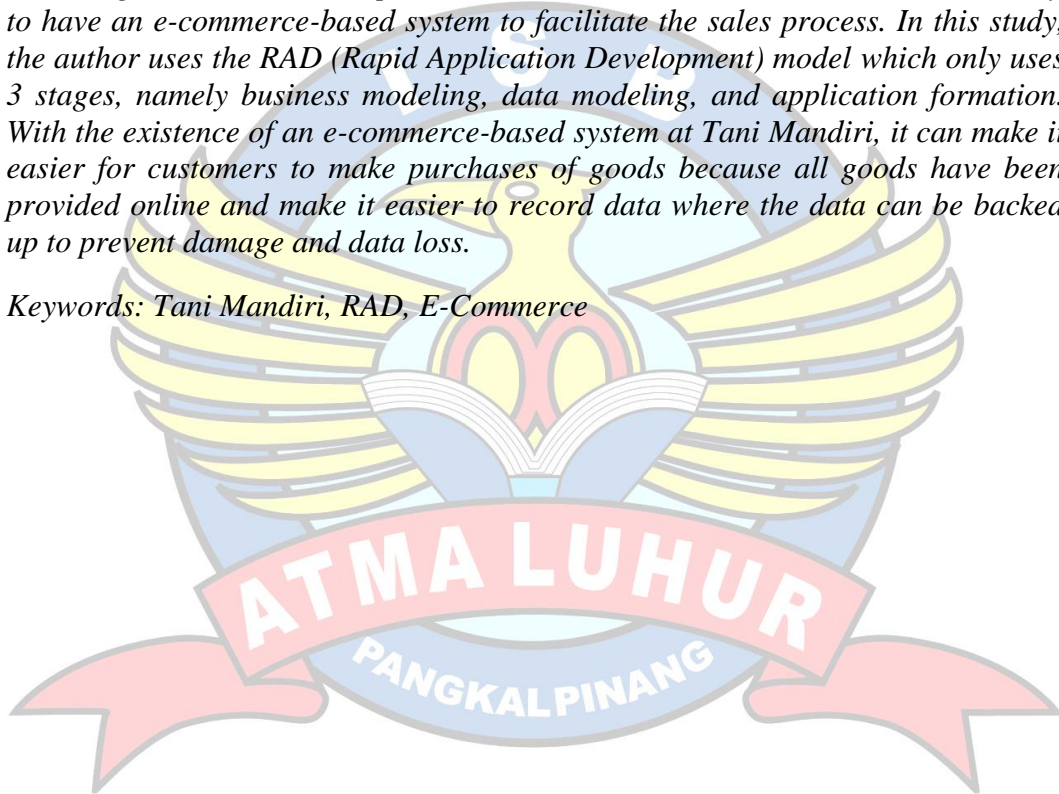 to have an e-commerce-based system to facilitate the sales process. In this study,
the author uses the RAD (Rapid Application Development) model which only uses
3 stages, namely business modeling, data modeling, and application formation.
With the existence of an e-commerce-based system at Tani Mandiri, it can make it
easier for customers to make purchases of goods because all goods have been
provided online and make it easier to record data where the data can be backed
up to prevent damage and data loss.
Keywords: Tani Mandiri, RAD, E-Commerce
I S B
ATMA LUHUR
PANGKALPINANG